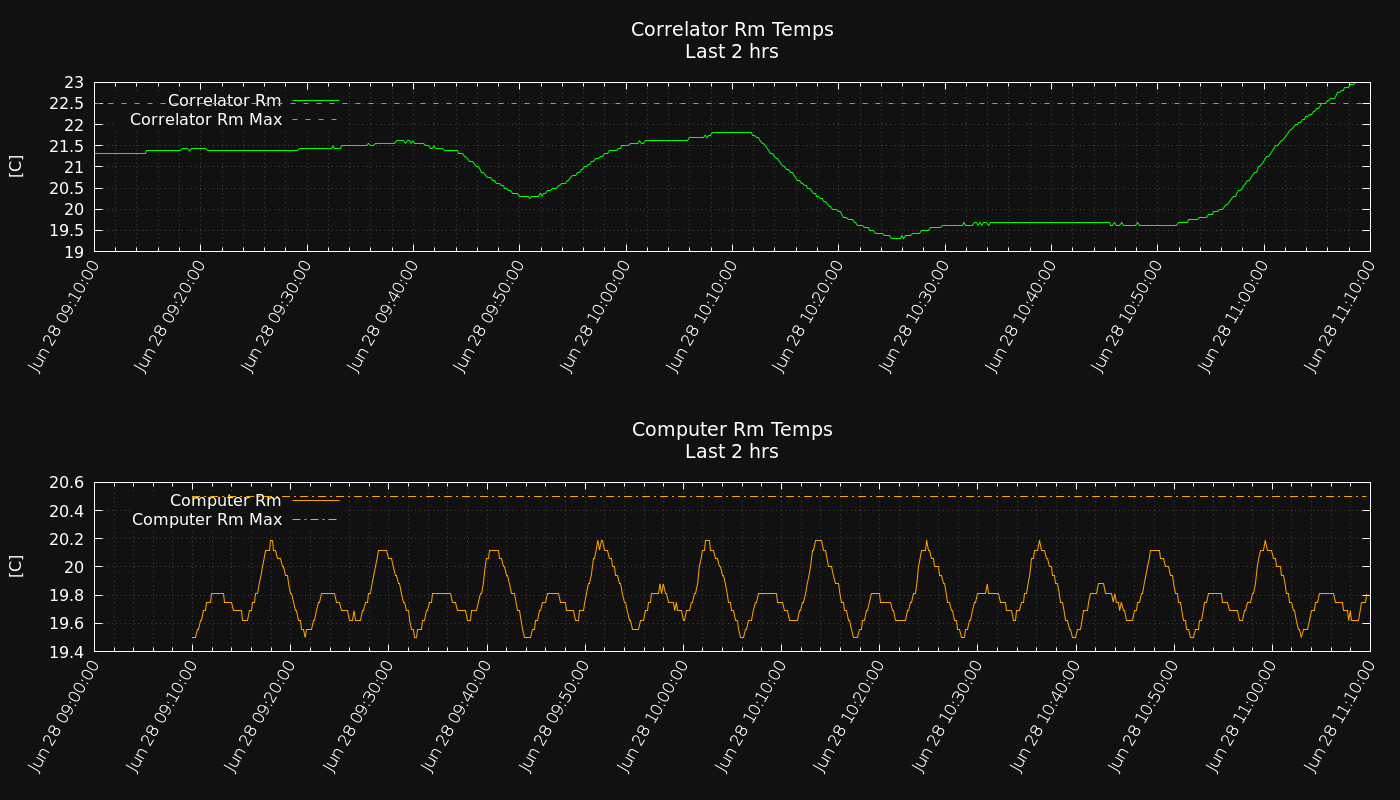 Correlator Rm Temps
Last 2 hrs
23
22.5
22
21.5
21
20.5
20
19.5
19
[C]
Correlator Rm
Correlator Rm Max
Jun 28 09:10:00
Jun 28 09:20:00
Jun 28 09:30:00
Jun 28 09:40:00
Jun 28 09:50:00
Jun 28 10:00:00
Jun 28 10:10:00
Jun 28 10:20:00
Jun 28 10:30:00
Jun 28 10:40:00
Jun 28 10:50:00
Jun 28 11:00:00
Jun 28 11:10:00
Computer Rm Temps
Last 2 hrs
20.6
20.4
20.2
20
19.8
19.6
19.4
[C]
Computer Rm
Computer Rm Max
Jun 28 09:00:00
Jun 28 09:10:00
Jun 28 09:20:00
Jun 28 09:30:00
Jun 28 09:40:00
Jun 28 09:50:00
Jun 28 10:00:00
Jun 28 10:10:00
Jun 28 10:20:00
Jun 28 10:30:00
Jun 28 10:40:00
Jun 28 10:50:00
Jun 28 11:00:00
Jun 28 11:10:00